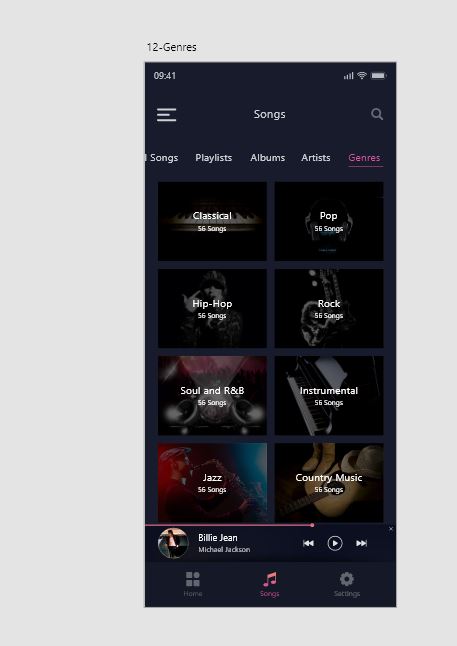 12-Genres
09:41
Songs
l Songs Playlists Albums Artists Genres
Classical
56 Songs
Pop
56 Songs
Hip-Hop
56 Songs
Rock
56 Songs
Soul and R&B
56 Songs
Instrumental
56 Songs
Jazz
56 Songs
Country Music
56 Songs
Billie Jean
Michael Jackson
Home Songs Settings